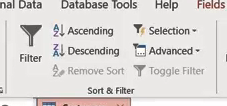 nal Data Database Tools Help Fields
Ascending Selection
Filter Descending Advanced
Remove Sort Toggle Filter
Sort & Filter